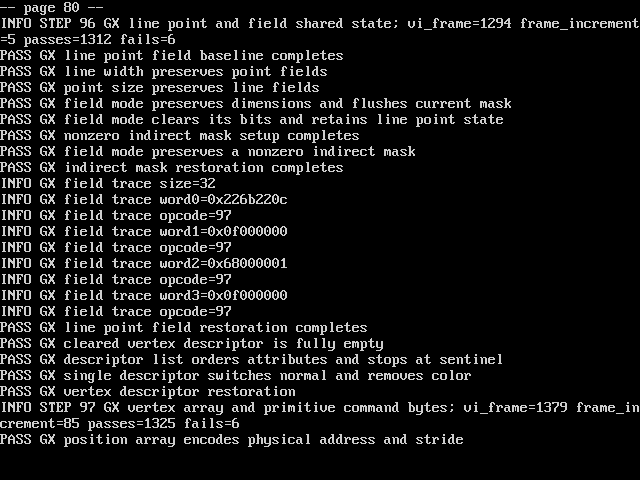 -- page 80 --
INFO STEP 96 GX line point and field shared state; vi_frame=1294 frame_increment
=5 passes=1312 fails=6
PASS GX line point field baseline completes
PASS GX line width preserves point fields
PASS GX point size preserves line fields
PASS GX field mode preserves dimensions and flushes current mask
PASS GX field mode clears its bits and retains line point state
PASS GX nonzero indirect mask setup completes
PASS GX field mode preserves a nonzero indirect mask
PASS GX indirect mask restoration completes
INFO GX field trace size=32
INFO GX field trace word0=0x226b220c
INFO GX field trace opcode=97
INFO GX field trace word1=0x0f000000
INFO GX field trace opcode=97
INFO GX field trace word2=0x68000001
INFO GX field trace opcode=97
INFO GX field trace word3=0x0f000000
INFO GX field trace opcode=97
PASS GX line point field restoration completes
PASS GX cleared vertex descriptor is fully empty
PASS GX descriptor list orders attributes and stops at sentinel
PASS GX single descriptor switches normal and removes color
PASS GX vertex descriptor restoration
INFO STEP 97 GX vertex array and primitive command bytes; vi_frame=1379 frame_in
crement=85 passes=1325 fails=6
PASS GX position array encodes physical address and stride